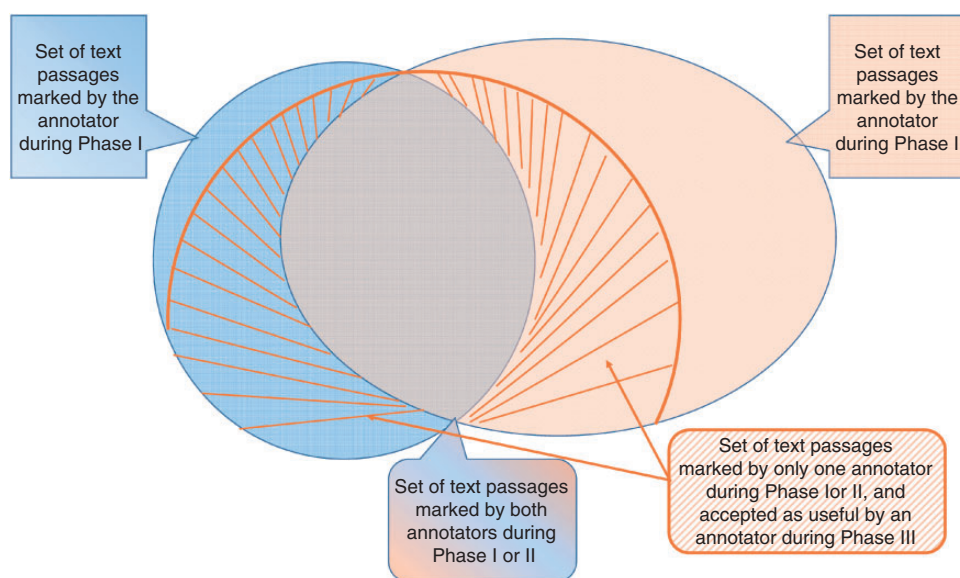 Set of text
passages
marked by the
annotator
during Phase I
Set of text
passages
marked by the
annotator
during Phase I
Set of text passages
marked by both
annotators during
Phase I or II
Set of text passages
marked by only one annotator
during Phase Ior II, and
accepted as useful by an
annotator during Phase III